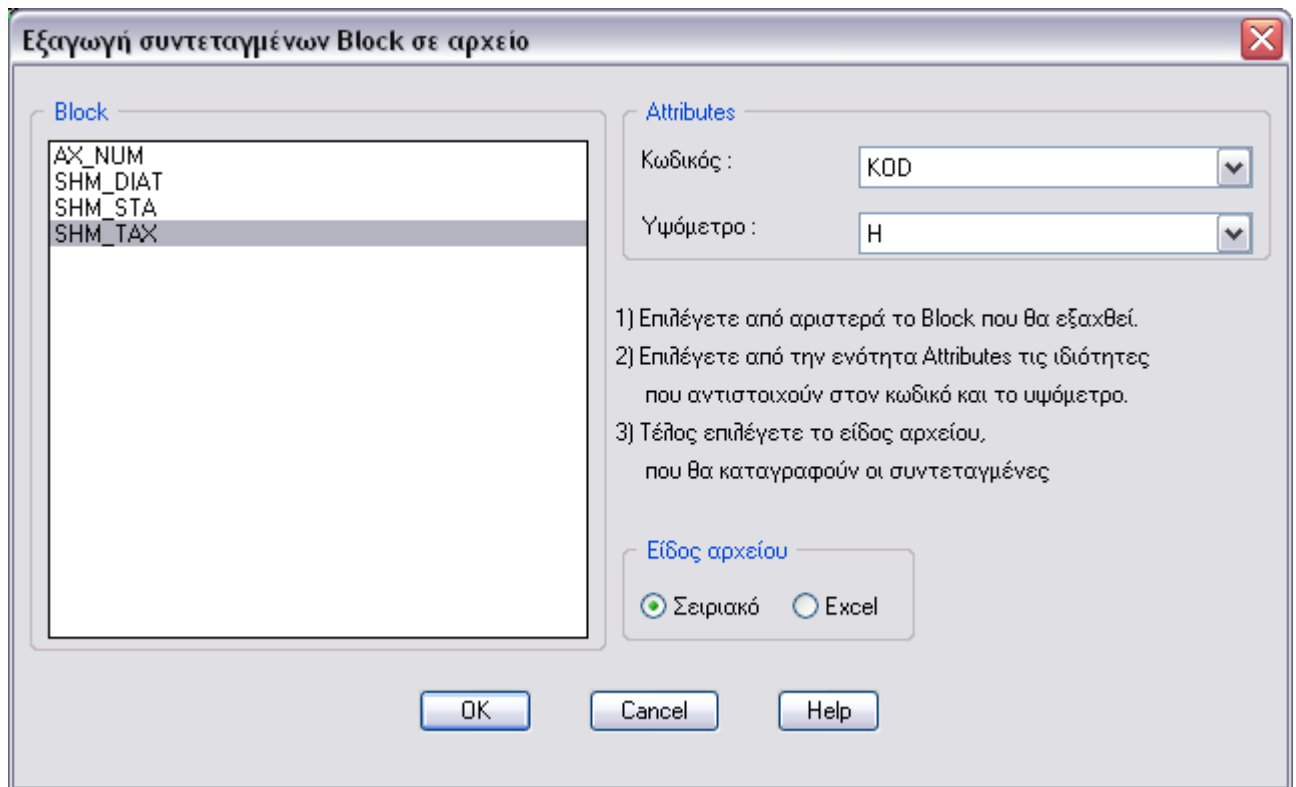 Εξαγωγή συντεταγμένων Block σε αρχείο
Block
AX_NUM
SHM_DIAT
SHM_STA
SHM_TAX
Attributes
Κωδικός :
KOD
Υψόμετρο :
H
1) Επιλέγετε από αριστερά το Block που θα εξαχθεί.
2) Επιλέγετε από την ενότητα Attributes τις ιδιότητες
που αντιστοιχούν στον κωδικό και το υψόμετρο.
3) Τέλος επιλέγετε το είδος αρχείου,
που θα καταγραφούν οι συντεταγμένες
Είδος αρχείου
Σειριακό
Excel
OK
Cancel
Help